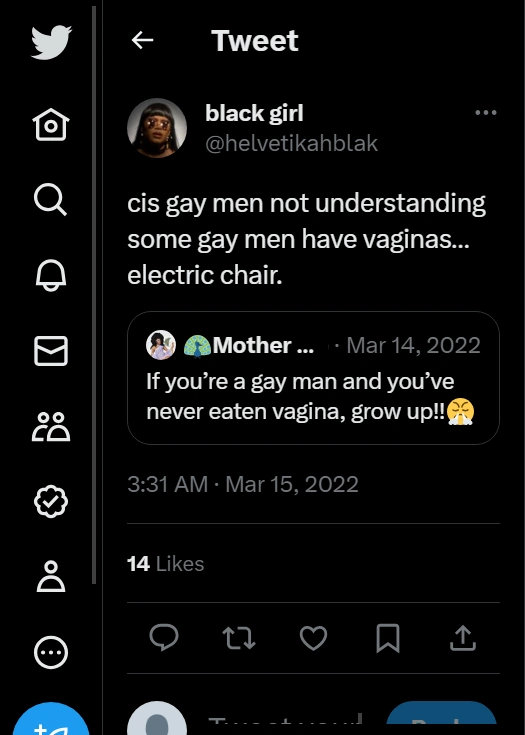 Tweet
black girl
@helvetikahblak
cis gay men not understanding
some gay men have vaginas...
electric chair.
Mother ... · Mar 14, 2022
If you’re a gay man and you’ve
never eaten vagina, grow up!!
3:31 AM · Mar 15, 2022
14 Likes